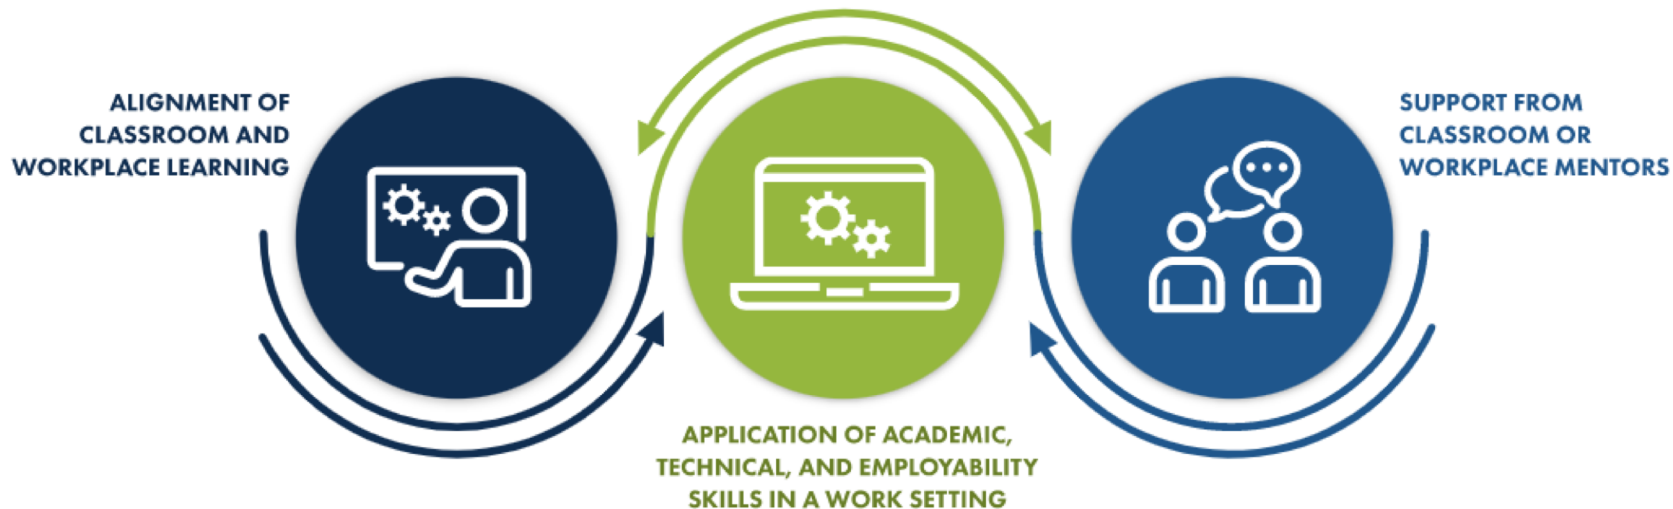 ALIGNMENT OF
CLASSROOM AND
WORKPLACE LEARNING
APPLICATION OF ACADEMIC,
TECHNICAL, AND EMPLOYABILITY
SKILLS IN A WORK SETTING
SUPPORT FROM
CLASSROOM OR
WORKPLACE MENTORS